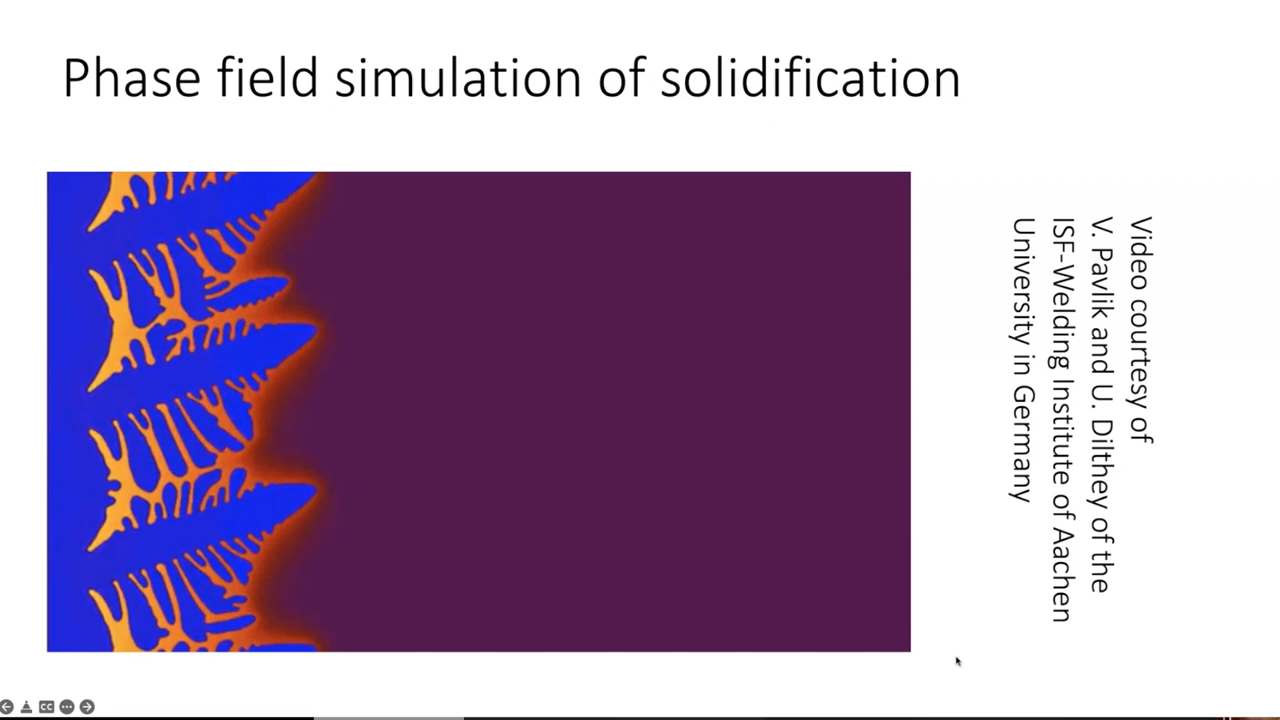 Phase field simulation of solidification
Video courtesy of
V. Pavlik and U. Dilthey of the
ISF-Welding Institute of Aachen
University in Germany
CC